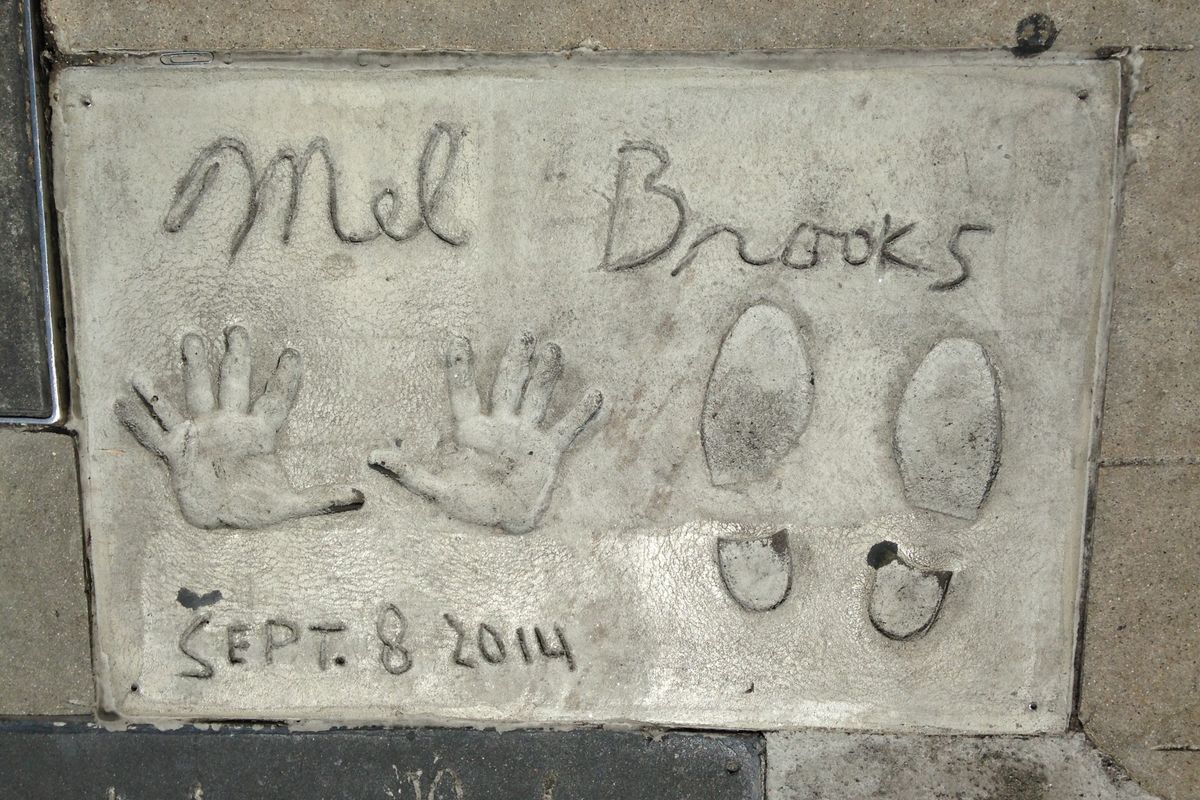 Mel Brooks
SEPT. 8 2014